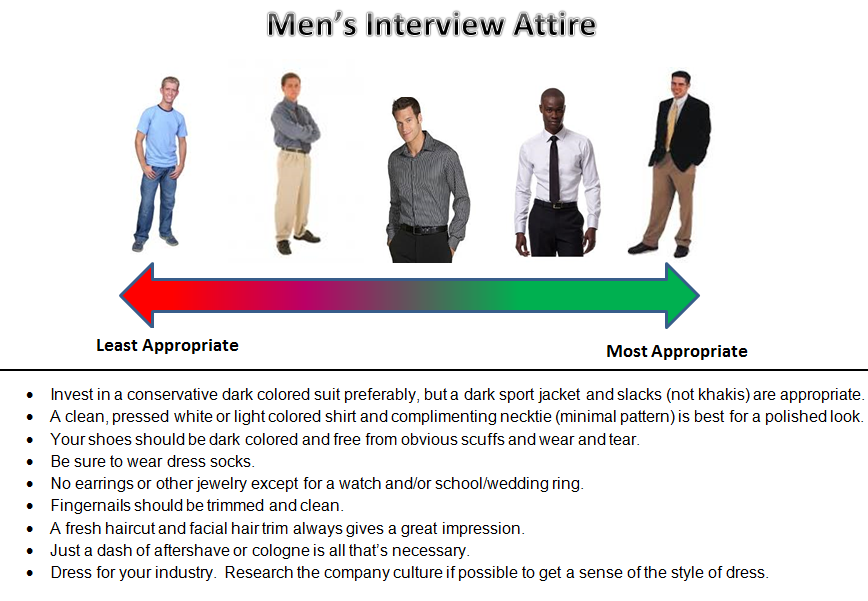 Men's Interview Attire
Least Appropriate
Most Appropriate
• Invest in a conservative dark colored suit preferably, but a dark sport jacket and slacks (not khakis) are appropriate.
• A clean, pressed white or light colored shirt and complimenting necktie (minimal pattern) is best for a polished look.
• Your shoes should be dark colored and free from obvious scuffs and wear and tear.
• Be sure to wear dress socks.
• No earrings or other jewelry except for a watch and/or school/wedding ring.
• Fingernails should be trimmed and clean.
• A fresh haircut and facial hair trim always gives a great impression.
• Just a dash of aftershave or cologne is all that's necessary.
• Dress for your industry.  Research the company culture if possible to get a sense of the style of dress.